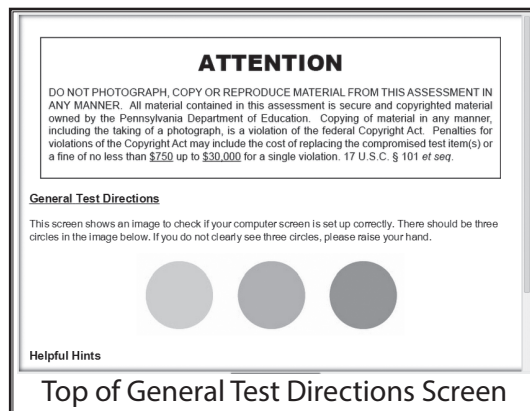 ATTENTION
DO NOT PHOTOGRAPH, COPY OR REPRODUCE MATERIAL FROM THIS ASSESSMENT IN
ANY MANNER. All material contained in this assessment is secure and copyrighted material
owned by the Pennsylvania Department of Education. Copying of material in any manner,
including the taking of a photograph, is a violation of the federal Copyright Act. Penalties for
violations of the Copyright Act may include the cost of replacing the compromised test item(s) or
a fine of no less than $750 up to $30,000 for a single violation. 17 U.S.C. § 101 et seq.
General Test Directions
This screen shows an image to check if your computer screen is set up correctly. There should be three
circles in the image below. If you do not clearly see three circles, please raise your hand.
Helpful Hints
Top of General Test Directions Screen